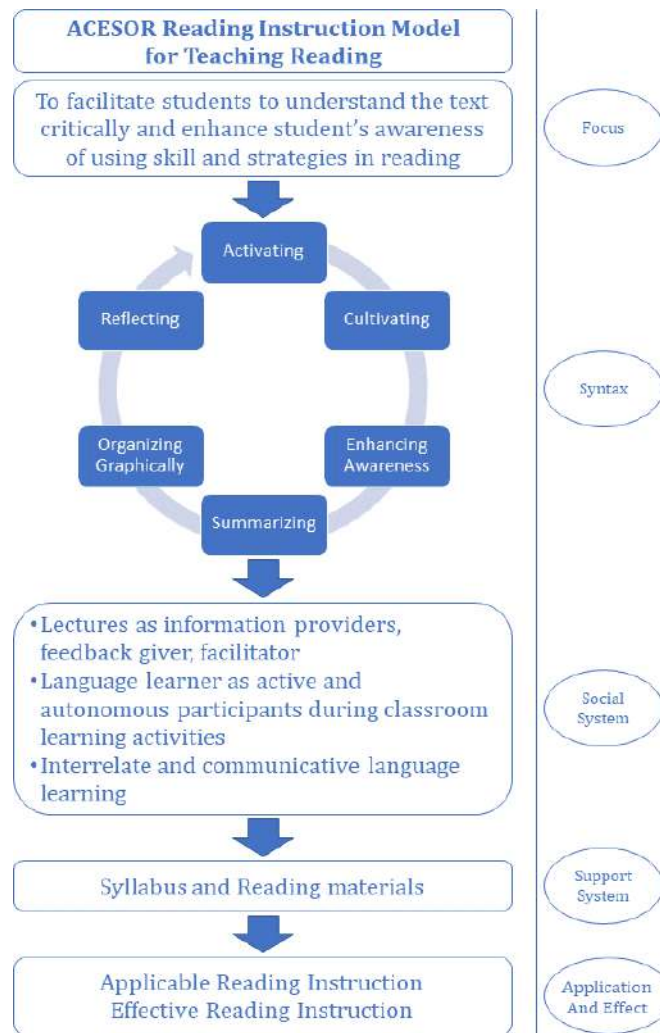 ACESOR Reading Instruction Model
for Teaching Reading
To facilitate students to understand the text
critically and enhance student's awareness
of using skill and strategies in reading
Focus
Activating
Cultivating
Enhancing
Awareness
Summarizing
Organizing
Graphically
Reflecting
Syntax
•Lectures as information providers,
feedback giver, facilitator
•Language learner as active and
autonomous participants during classroom
learning activities
•Interrelate and communicative language
learning
Social
System
Syllabus and Reading materials
Support
System
Applicable Reading Instruction
Effective Reading Instruction
Application
And Effect